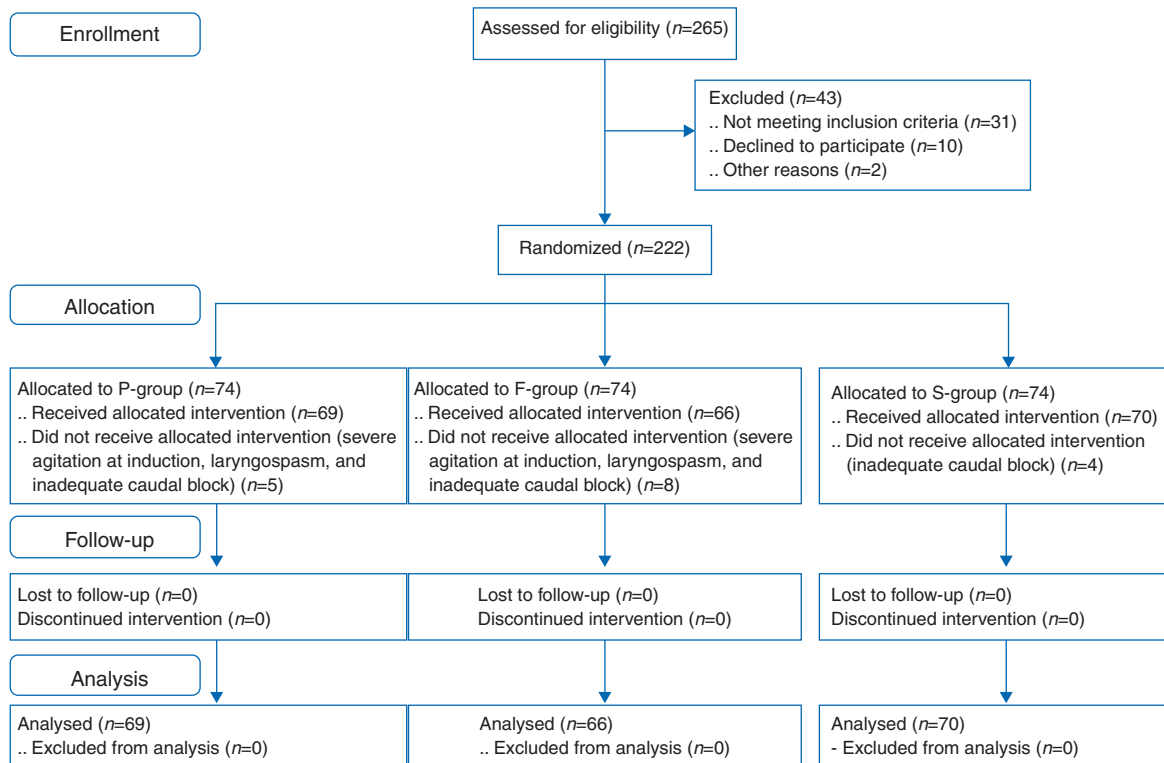 Enrollment
Assessed for eligibility (n=265)
Excluded (n=43)
.. Not meeting inclusion criteria (n=31)
.. Declined to participate (n=10)
.. Other reasons (n=2)
Randomized (n=222)
Allocation
Allocated to P-group (n=74)
.. Received allocated intervention (n=69)
.. Did not receive allocated intervention (severe
agitation at induction, laryngospasm, and
inadequate caudal block) (n=5)
Allocated to F-group (n=74)
.. Received allocated intervention (n=66)
.. Did not receive allocated intervention (severe
agitation at induction, laryngospasm, and
inadequate caudal block) (n=8)
Allocated to S-group (n=74)
.. Received allocated intervention (n=70)
.. Did not receive allocated intervention
(inadequate caudal block) (n=4)
Follow-up
Lost to follow-up (n=0)
Discontinued intervention (n=0)
Lost to follow-up (n=0)
Discontinued intervention (n=0)
Lost to follow-up (n=0)
Discontinued intervention (n=0)
Analysis
Analysed (n=69)
.. Excluded from analysis (n=0)
Analysed (n=66)
.. Excluded from analysis (n=0)
Analysed (n=70)
- Excluded from analysis (n=0)